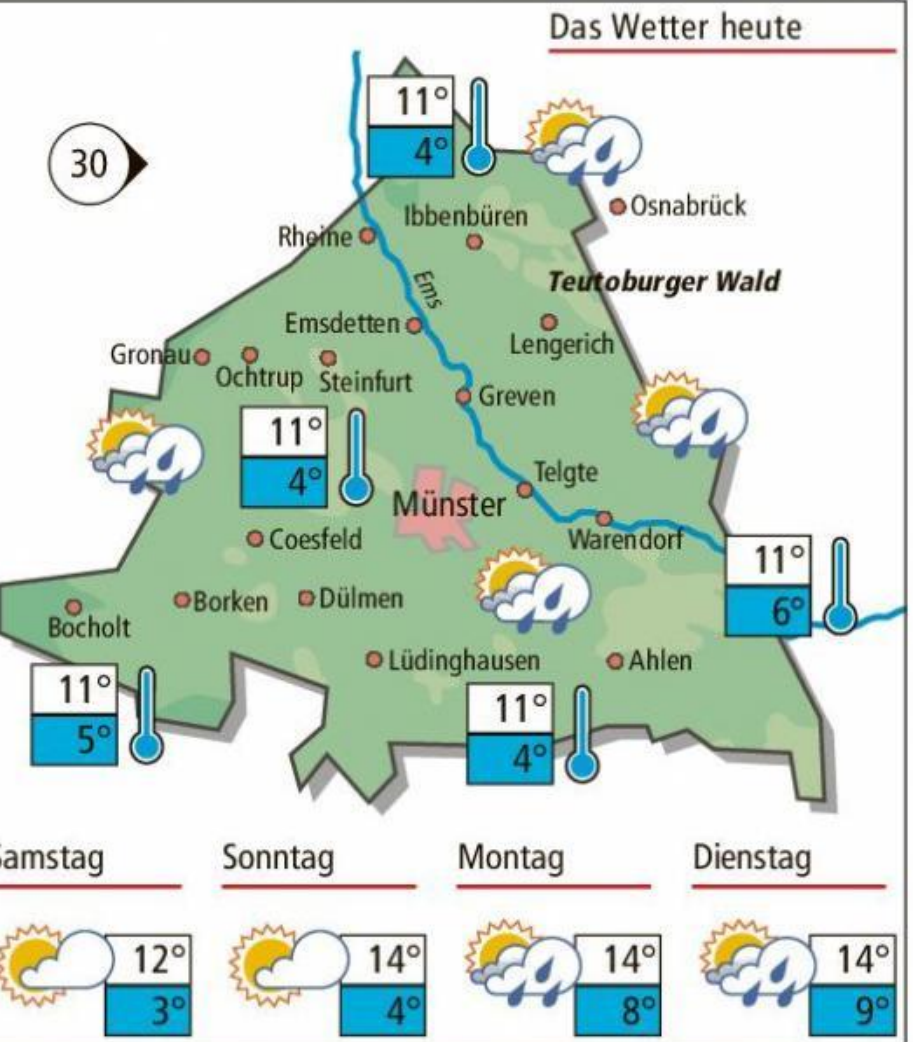 Das Wetter heute
11°
4°
30
Osnabrück
Ibbenbüren
Rheine
Teutoburger Wald
Ems
Emsdetten
Lengerich
Gronau
Ochtrup
Steinfurt
Greven
11°
4°
Telgte
Münster
Coesfeld
Warendorf
11°
6°
Borken
Dülmen
Bocholt
Lüdinghausen
Ahlen
11°
5°
11°
4°
Samstag
Sonntag
Montag
Dienstag
12°
3°
14°
4°
14°
8°
14°
9°